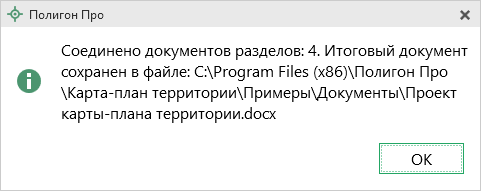 Полигон Про
Соединено документов разделов: 4. Итоговый документ
сохранен в файле: C:\Program Files (x86)\Полигон Про
\Карта-план территории\Примеры\Документы\Проект
карты-плана территории.docx
ОК